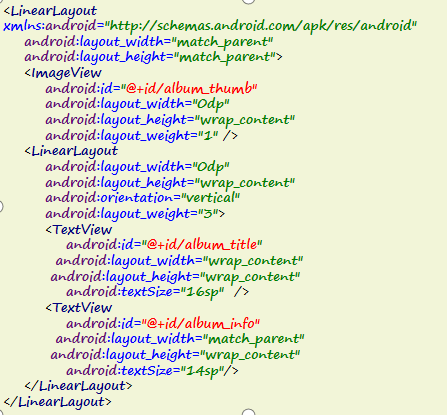 <LinearLayout
xmlns:android="http://schemas.android.com/apk/res/android"
android:layout_width="match_parent"
android:layout_height="match_parent">
<ImageView
android:id="@+id/album_thumb"
android:layout_width="0dp"
android:layout_height="wrap_content"
android:layout_weight="1" />
<LinearLayout
android:layout_width="0dp"
android:layout_height="wrap_content"
android:orientation="vertical"
android:layout_weight="3">
<TextView
android:id="@+id/album_title"
android:layout_width="wrap_content"
android:layout_height="wrap_content"
android:textSize="16sp" />
<TextView
android:id="@+id/album_info"
android:layout_width="match_parent"
android:layout_height="wrap_content"
android:textSize="14sp"/>
</LinearLayout>
</LinearLayout>